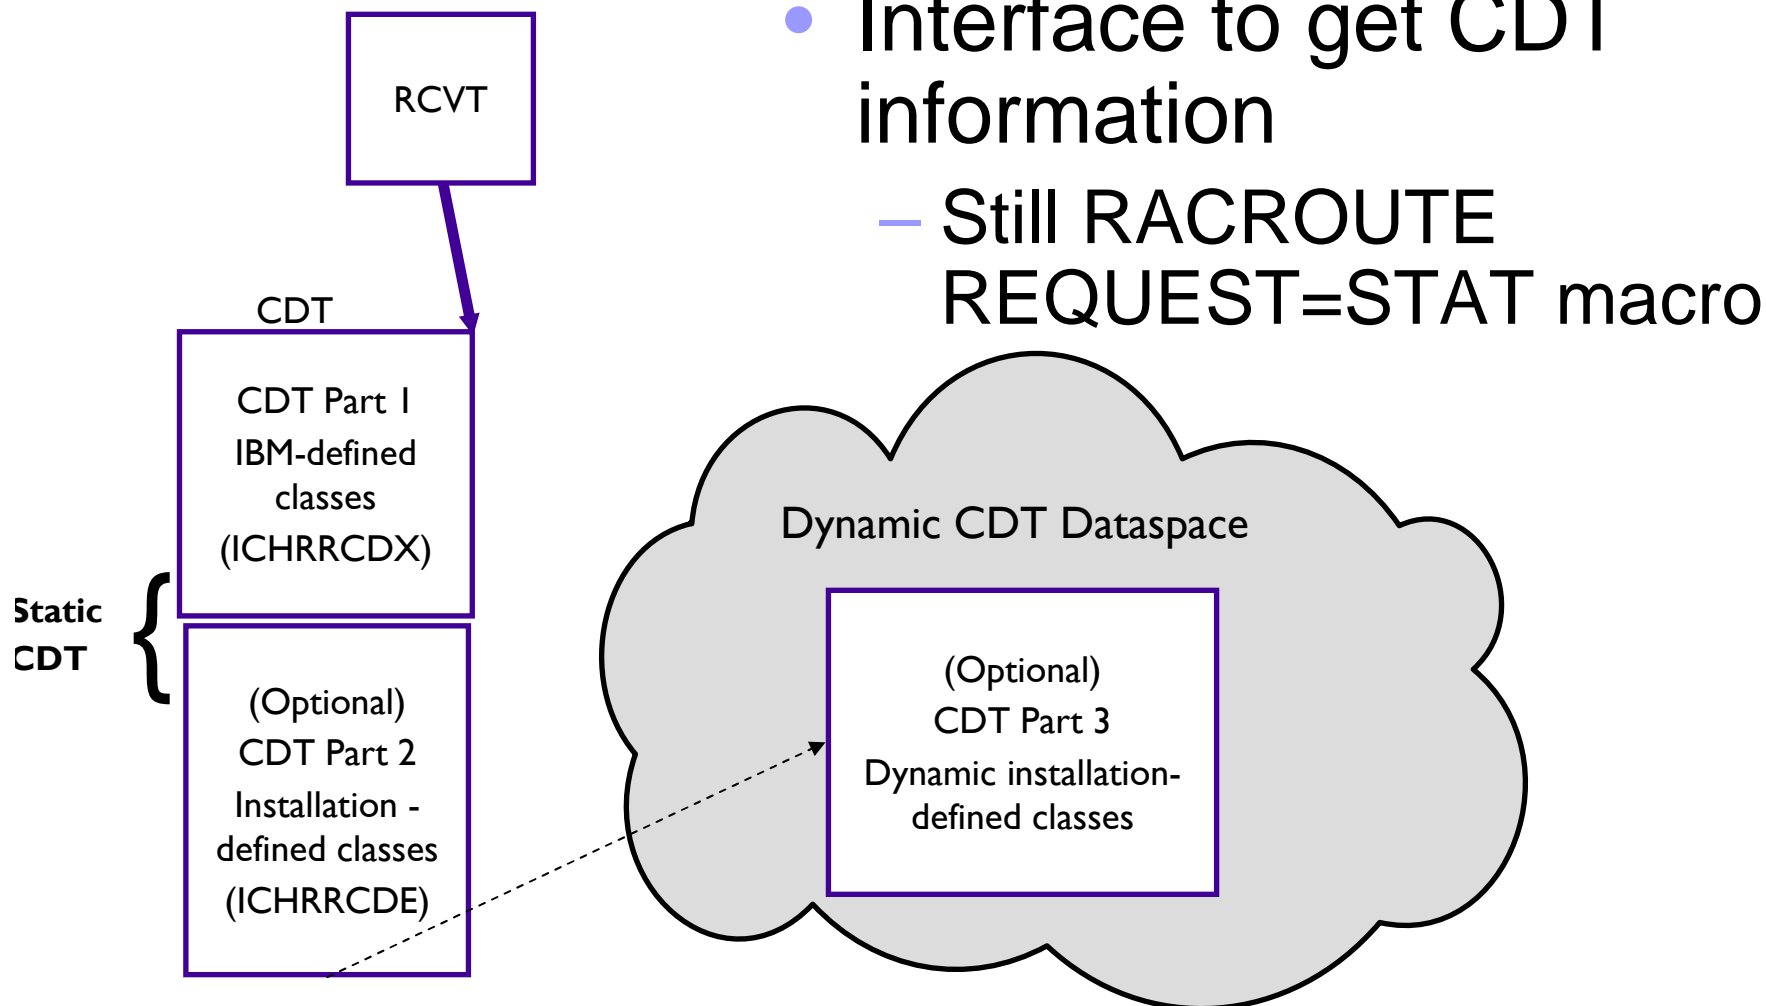 Interface to get CDT
information
– Still RACROUTE
REQUEST=STAT macro
RCVT
CDT
CDT Part 1
IBM-defined
classes
(ICHRRCDX)
Static
CDT
{
(Optional)
CDT Part 2
Installation -
defined classes
(ICHRRCDE)
Dynamic CDT Dataspace
(Optional)
CDT Part 3
Dynamic installation-
defined classes